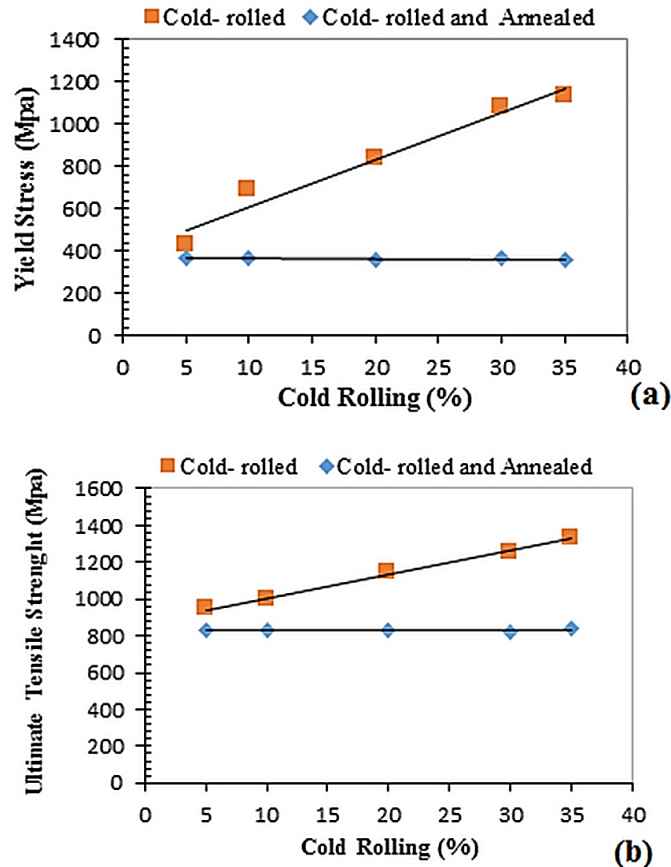 Cold- rolled Cold- rolled and Annealed
Yield Stress (Mpa)
1400
1200
1000
800
600
400
200
0
0 5 10 15 20 25 30 35 40
Cold Rolling (%)
(a)
Cold- rolled Cold- rolled and Annealed
Ultimate Tensile Strenght (Mpa)
1600
1400
1200
1000
800
600
400
200
0
0 5 10 15 20 25 30 35 40
Cold Rolling (%)
(b)